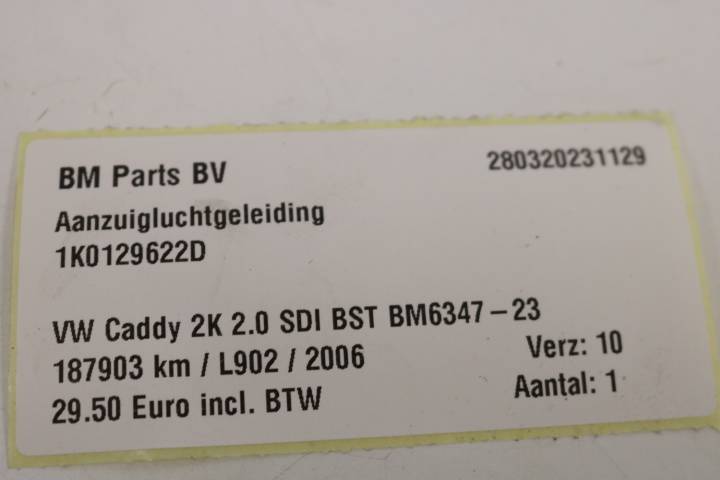 BM Parts BV 280320231129
Aanzuigluchtgeleiding
1K0129622D
VW Caddy 2K 2.0 SDI BST BM6347-23
187903 km / L902 / 2006 Verz: 10
29.50 Euro incl. BTW Aantal: 1